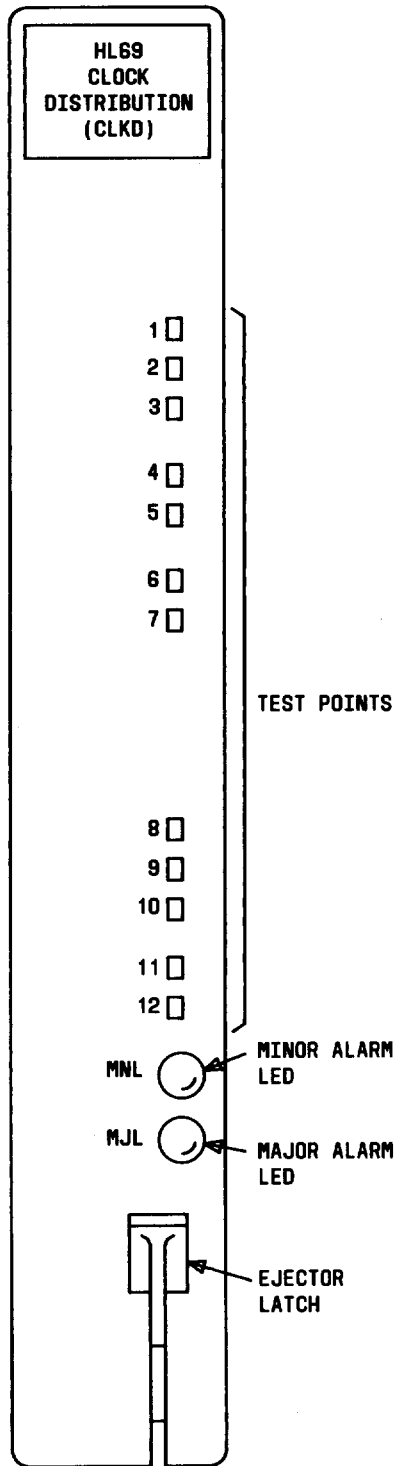 HL69
CLOCK
DISTRIBUTION
(CLKD)
1
2
3
4
5
6
7
TEST POINTS
8
9
10
11
12
MNL
MINOR ALARM
LED
MJL
MAJOR ALARM
LED
EJECTOR
LATCH